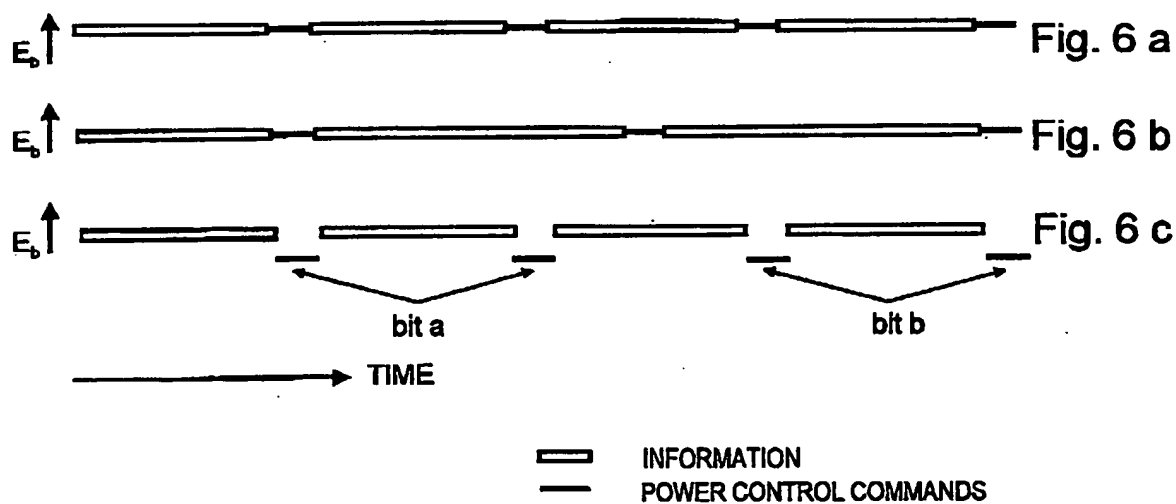 E_b Fig. 6 a
E_b Fig. 6 b
E_b Fig. 6 c
bit a bit b
TIME
INFORMATION
POWER CONTROL COMMANDS